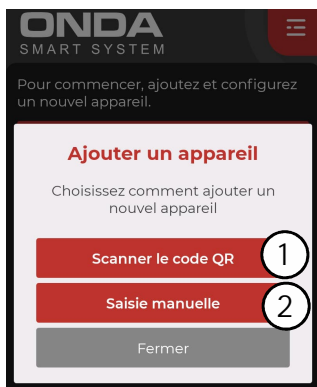 ONDA
SMART SYSTEM
Pour commencer, ajoutez et configurez
un nouvel appareil.
Ajouter un appareil
Choisissez comment ajouter un
nouvel appareil
Scanner le code QR
1
Saisie manuelle
2
Fermer